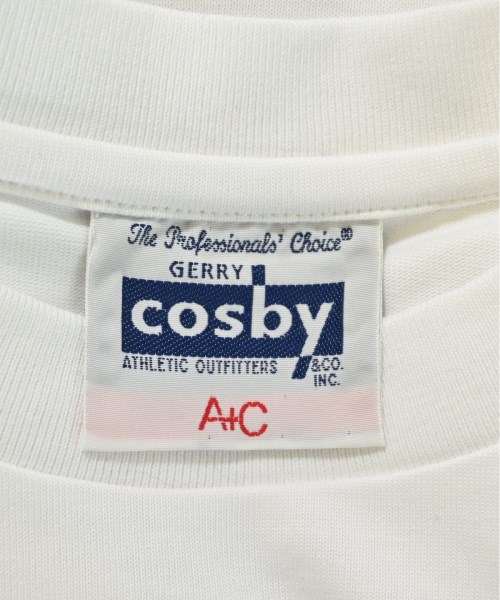 The Professionals' Choice®
GERRY
cosby
ATHLETIC OUTFITTERS &CO.
INC.
A+C